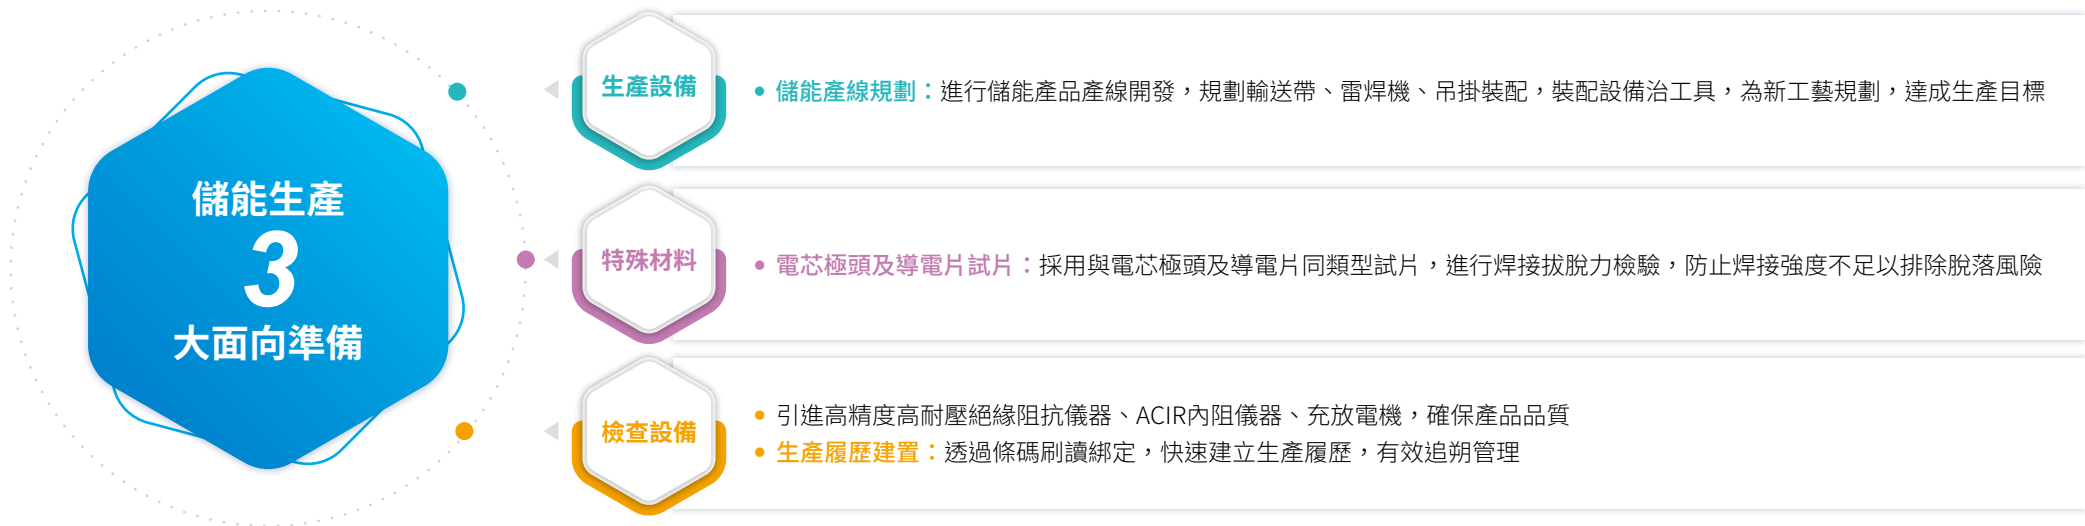 儲能生產
3
大面向準備
生產設備
• 儲能產線規劃：進行儲能產品產線開發，規劃輸送帶、雷焊機、吊掛裝配，裝配設備治工具，為新工藝規劃，達成生產目標
特殊材料
• 電芯極頭及導電片試片：採用與電芯極頭及導電片同類型試片，進行焊接拔脫力檢驗，防止焊接強度不足以排除脫落風險
檢查設備
• 引進高精度高耐壓絕緣阻抗儀器、ACIR內阻儀器、充放電機，確保產品品質
• 生產履歷建置：透過條碼刷讀綁定，快速建立生產履歷，有效追朔管理